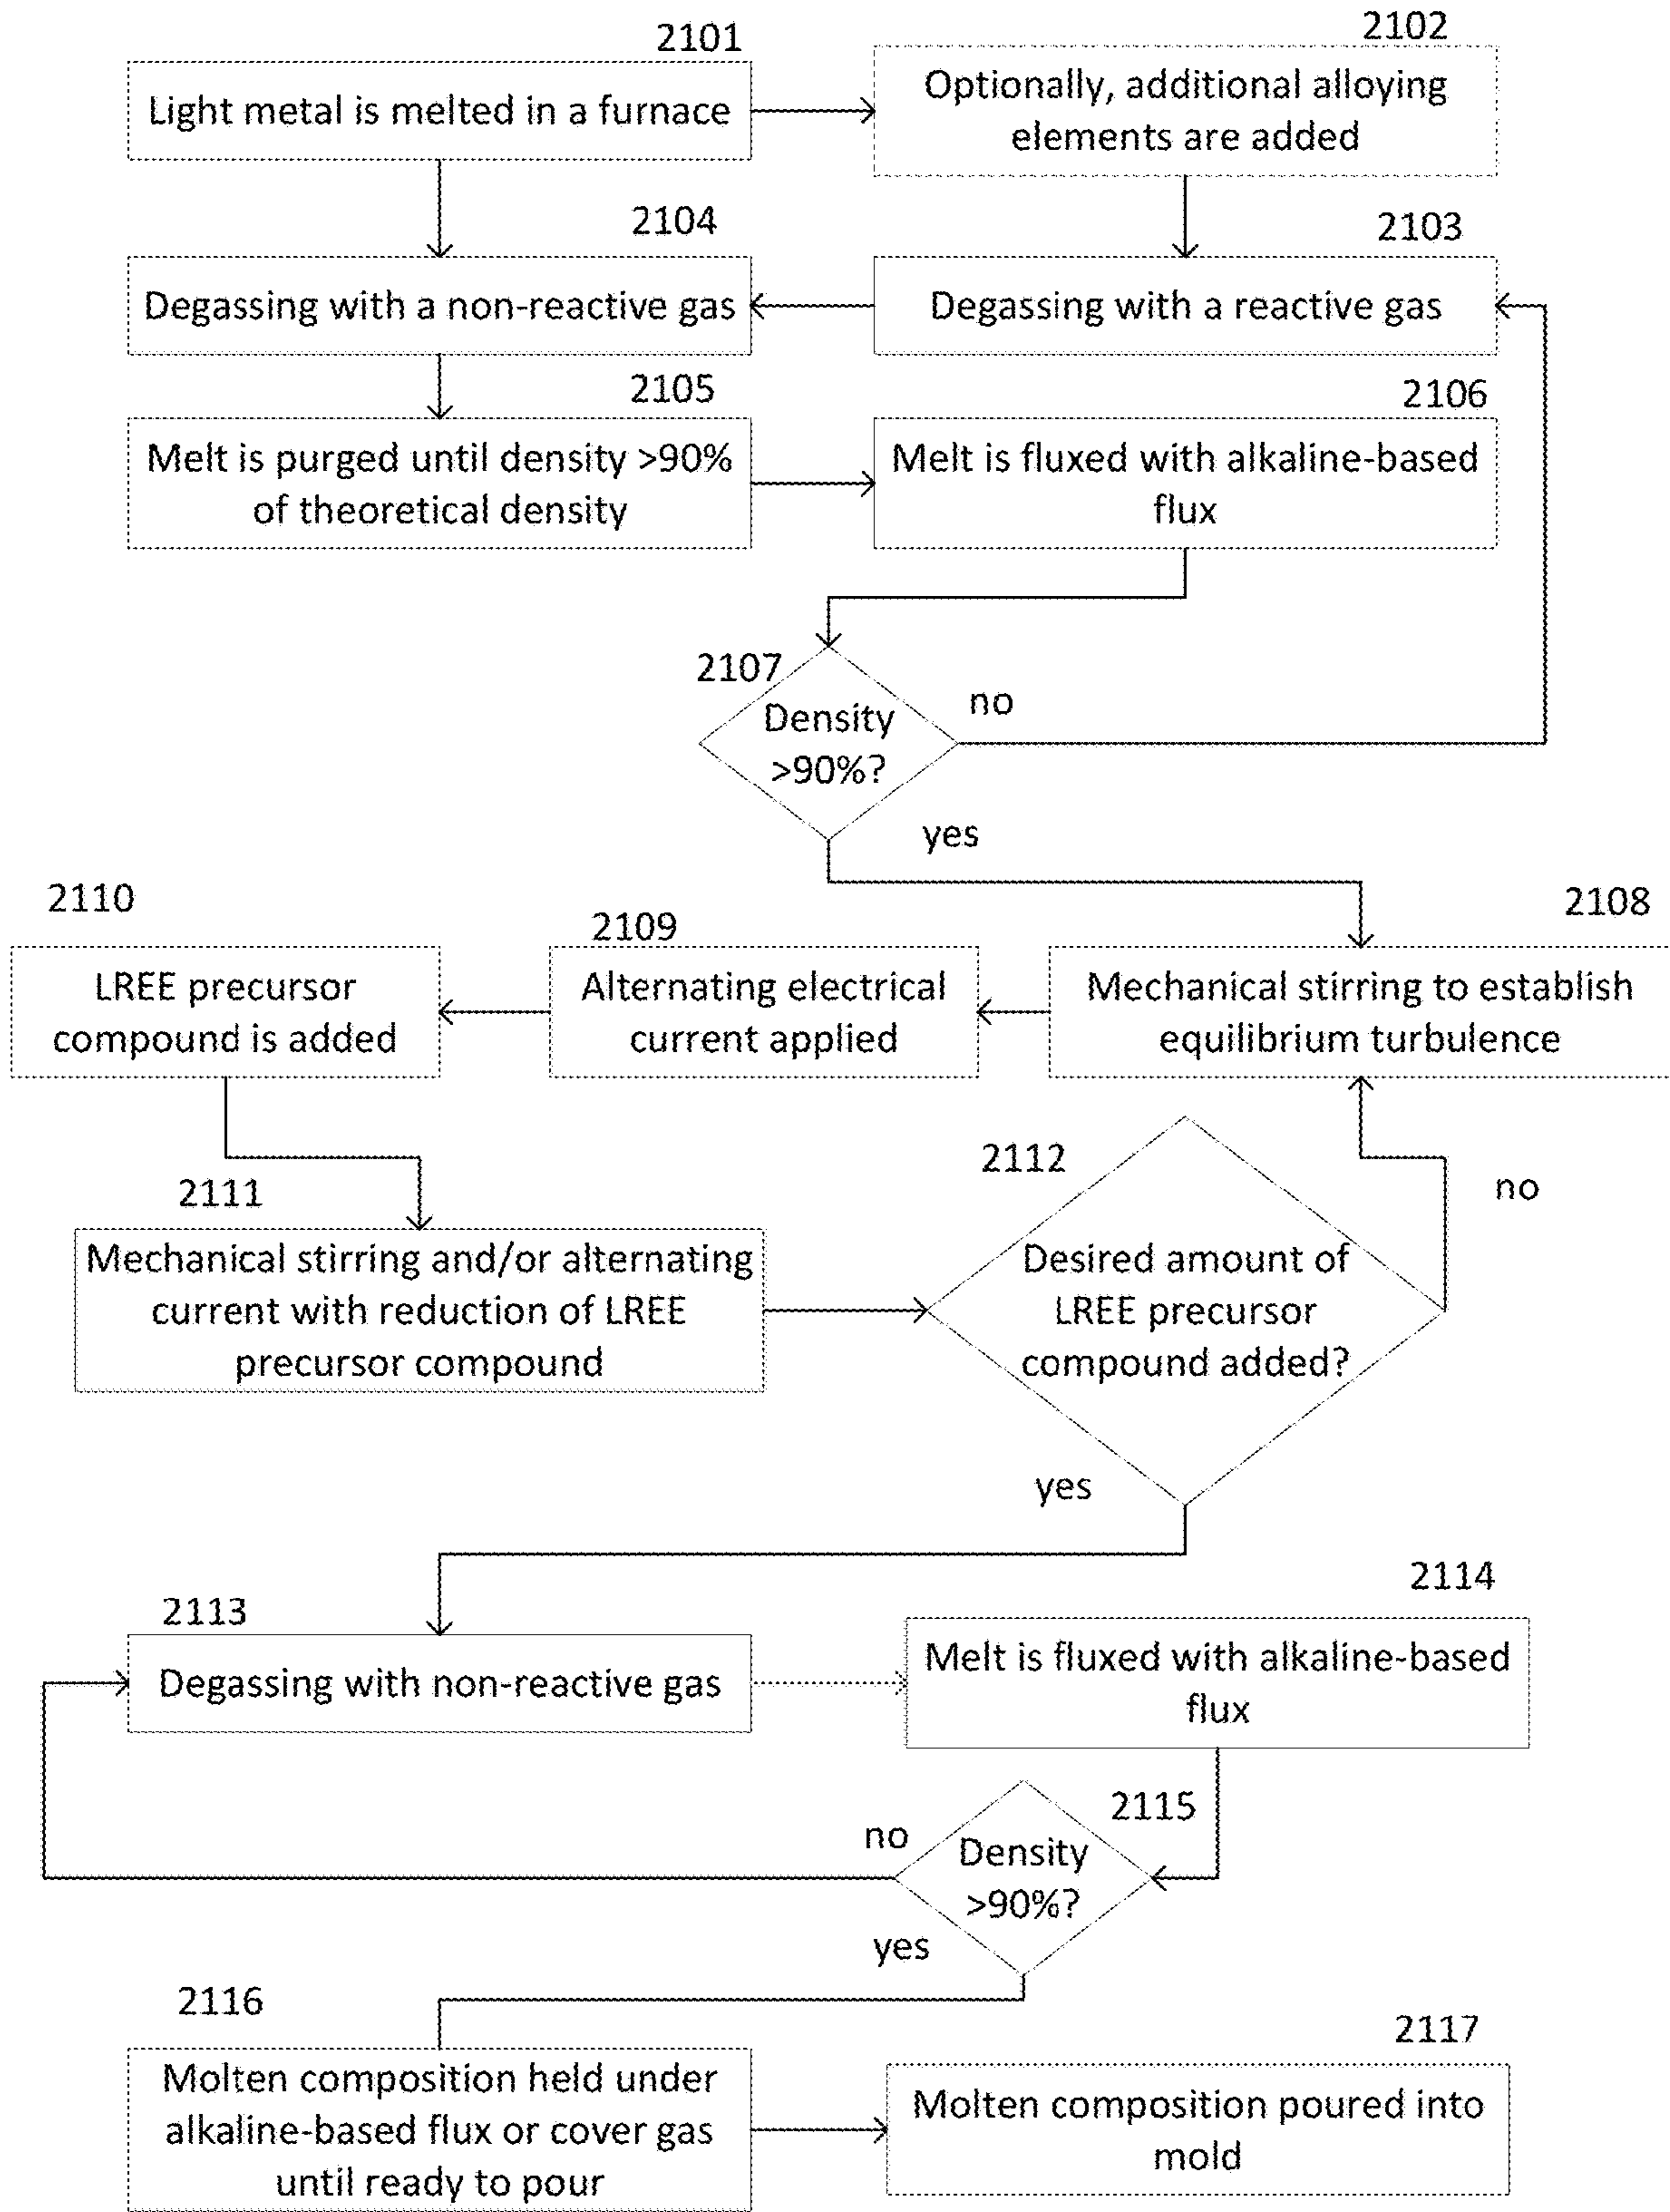 2101
Light metal is melted in a furnace
2102
Optionally, additional alloying
elements are added
2104
Degassing with a non-reactive gas
2103
Degassing with a reactive gas
2105
Melt is purged until density >90%
of theoretical density
2106
Melt is fluxed with alkaline-based
flux
2107
Density
>90%?
no
yes
2110
LREE precursor
compound is added
2109
Alternating electrical
current applied
2108
Mechanical stirring to establish
equilibrium turbulence
2111
Mechanical stirring and/or alternating
current with reduction of LREE
precursor compound
2112
Desired amount of
LREE precursor
compound added?
no
yes
2113
Degassing with non-reactive gas
2114
Melt is fluxed with alkaline-based
flux
2115
Density
>90%?
no
yes
2116
Molten composition held under
alkaline-based flux or cover gas
until ready to pour
2117
Molten composition poured into
mold